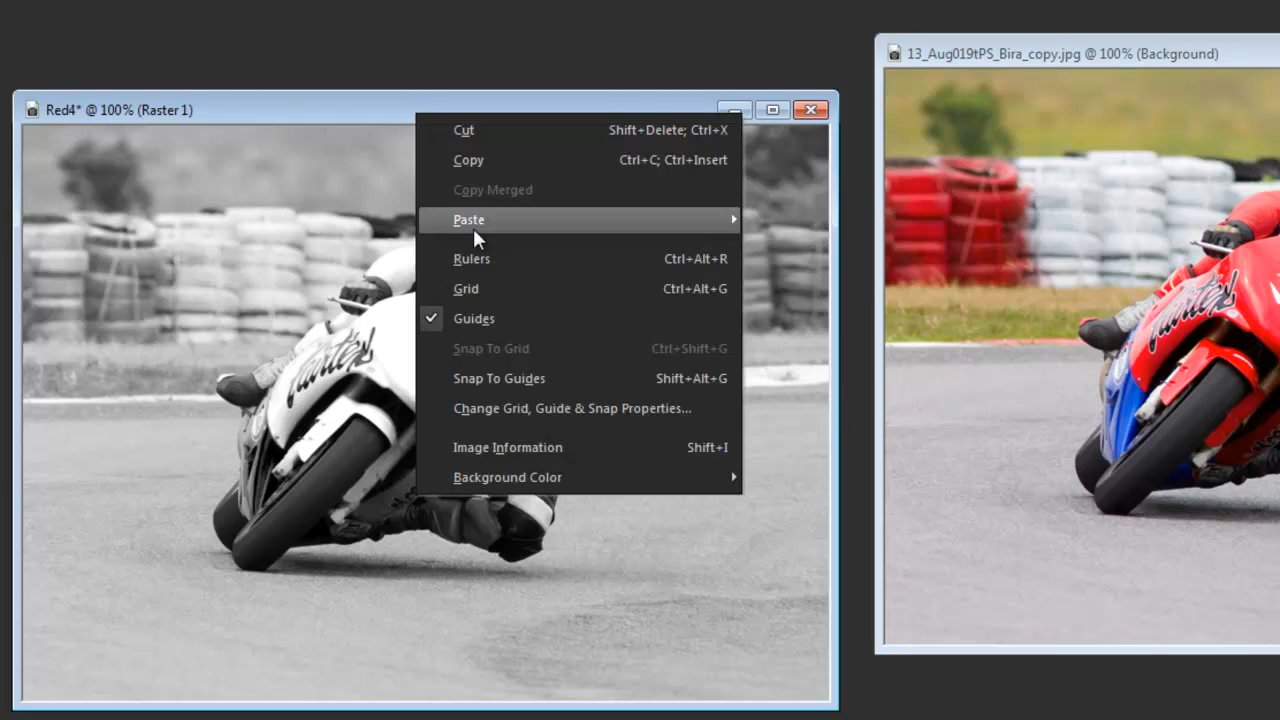 13_Aug019tPS_Bira_copy.jpg @ 100% (Background)
Red4* @ 100% (Raster 1)
Cut Shift+Delete; Ctrl+X
Copy Ctrl+C; Ctrl+Insert
Copy Merged
Paste
Rulers Ctrl+Alt+R
Grid Ctrl+Alt+G
Guides
Snap To Grid Ctrl+Shift+G
Snap To Guides Shift+Alt+G
Change Grid, Guide & Snap Properties...
Image Information Shift+I
Background Color